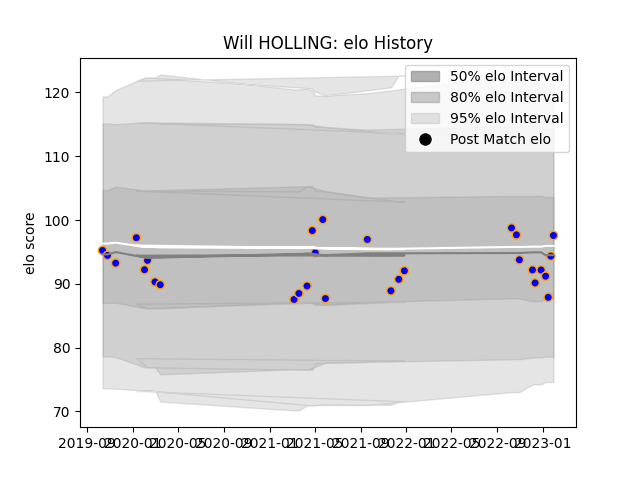 Will HOLLING: elo History
50% elo Interval
80% elo Interval
95% elo Interval
Post Match elo
elo score
120
110
100
90
80
70
2019-09
2020-01
2020-05
2020-09
2021-01
2021-05
2021-09
2022-01
2022-05
2022-09
2023-01